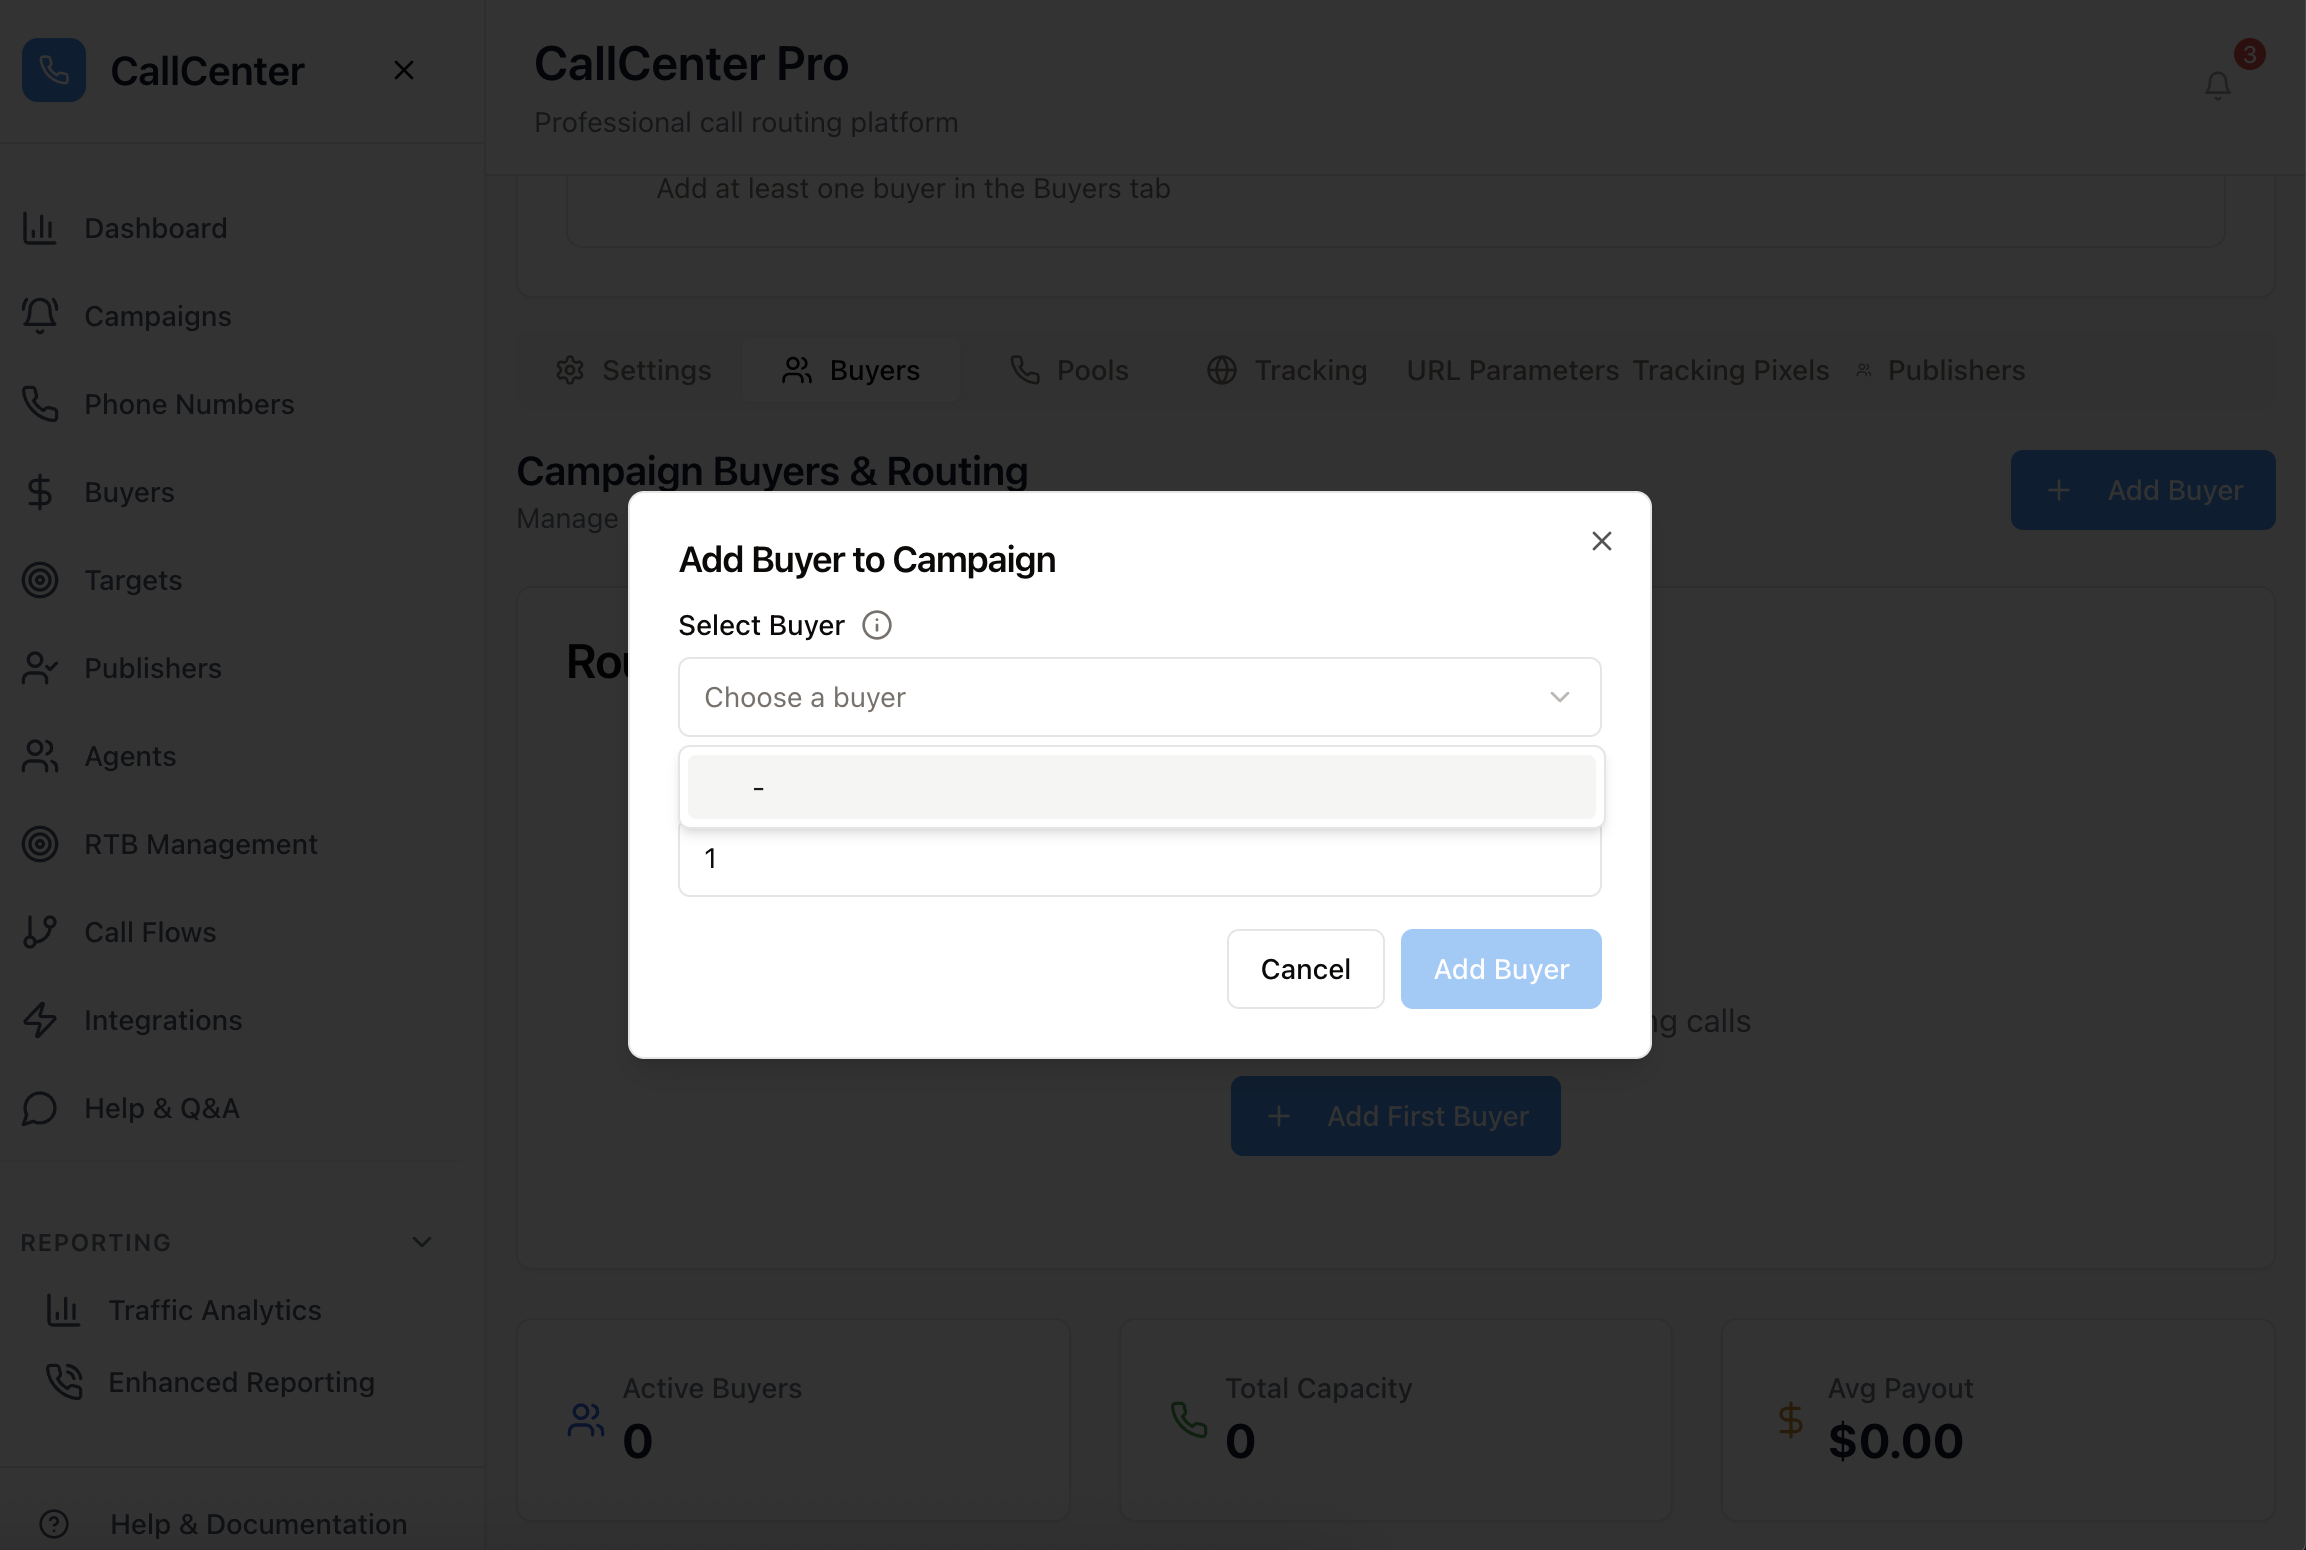 CallCenter
Dashboard
Campaigns
Phone Numbers
Buyers
Targets
Publishers
Agents
RTB Management
Call Flows
Integrations
Help & Q&A
REPORTING
Traffic Analytics
Enhanced Reporting
Help & Documentation
CallCenter Pro
Professional call routing platform
3
Add at least one buyer in the Buyers tab
Settings
Buyers
Pools
Tracking
URL Parameters
Tracking Pixels
Publishers
Campaign Buyers & Routing
Manage
Add Buyer
Add Buyer to Campaign
Select Buyer
Choose a buyer
-
1
Cancel
Add Buyer
calls
Add First Buyer
Active Buyers
0
Total Capacity
0
Avg Payout
$0.00